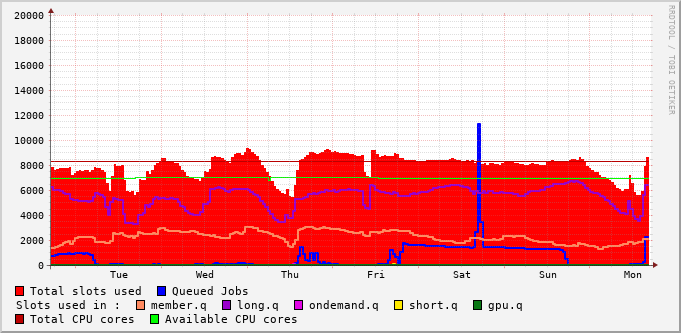 RRDTOOL / TOBI OETIKER
20000
18000
16000
14000
12000
10000
8000
6000
4000
2000
0
Tue Wed Thu Fri Sat Sun Mon
Total slots used Queued Jobs
Slots used in : member.q long.q ondemand.q short.q gpu.q
Total CPU cores Available CPU cores